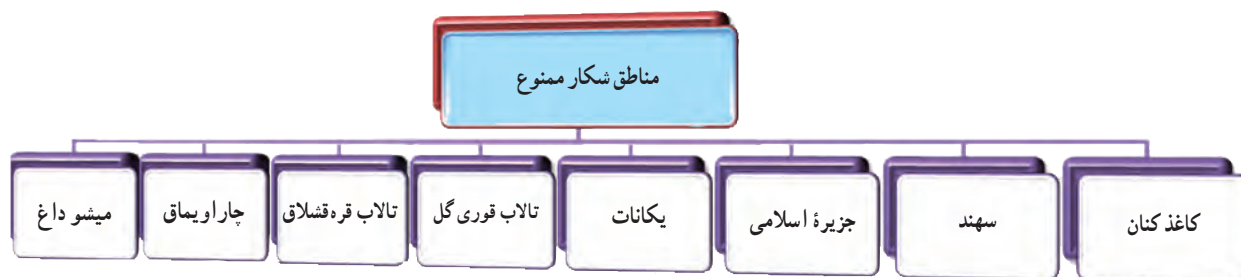 مناطق شکار ممنوع
کاغذ کنان
سهند
جزیرهٔ اسلامی
یکانات
تالاب قوری گل
تالاب قره قشلاق
چاراویماق
میشو داغ